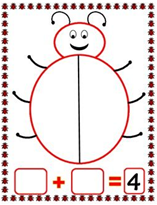 + = 4